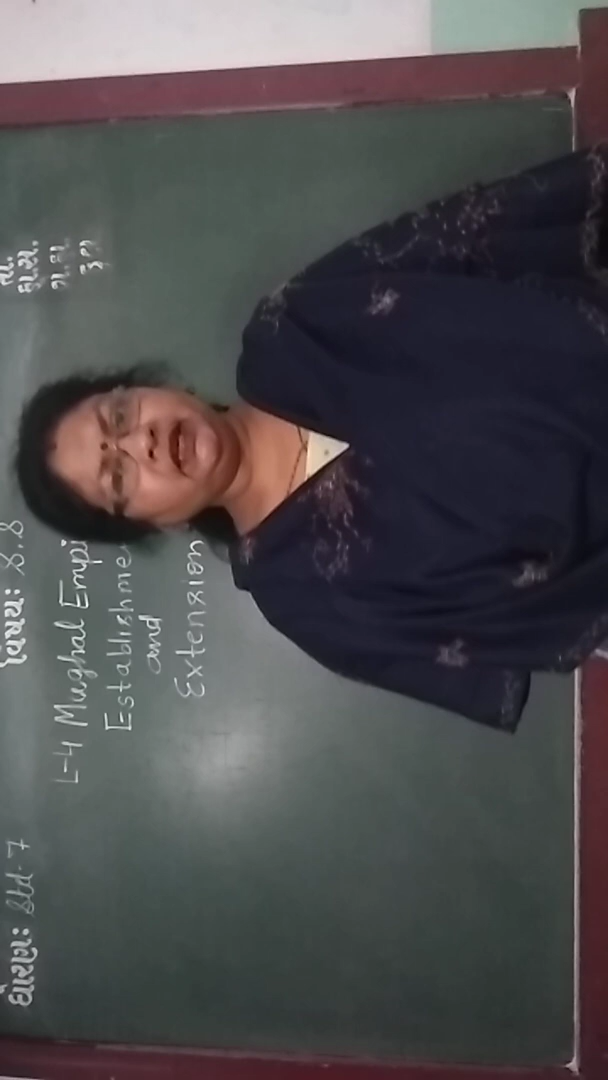 ધોરણ: Std-7
વિષય: S.S
તા.
ક્રા.સ.
ગે.હા.
કુલ
L-4 Mughal Empi
Establishme
and
Extension